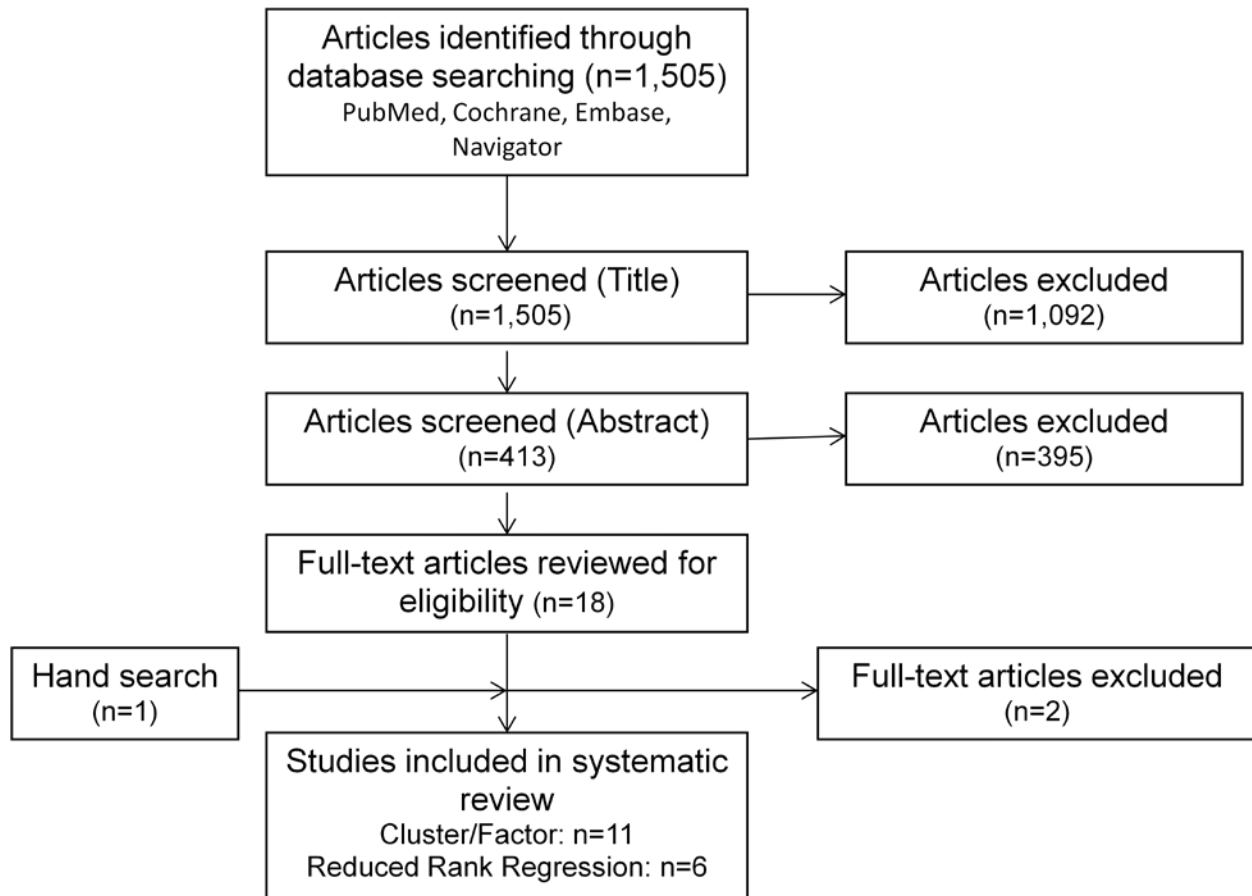 Articles identified through
database searching (n=1,505)
PubMed, Cochrane, Embase,
Navigator
Articles screened (Title)
(n=1,505)
Articles excluded
(n=1,092)
Articles screened (Abstract)
(n=413)
Articles excluded
(n=395)
Full-text articles reviewed for
eligibility (n=18)
Hand search
(n=1)
Full-text articles excluded
(n=2)
Studies included in systematic
review
Cluster/Factor: n=11
Reduced Rank Regression: n=6